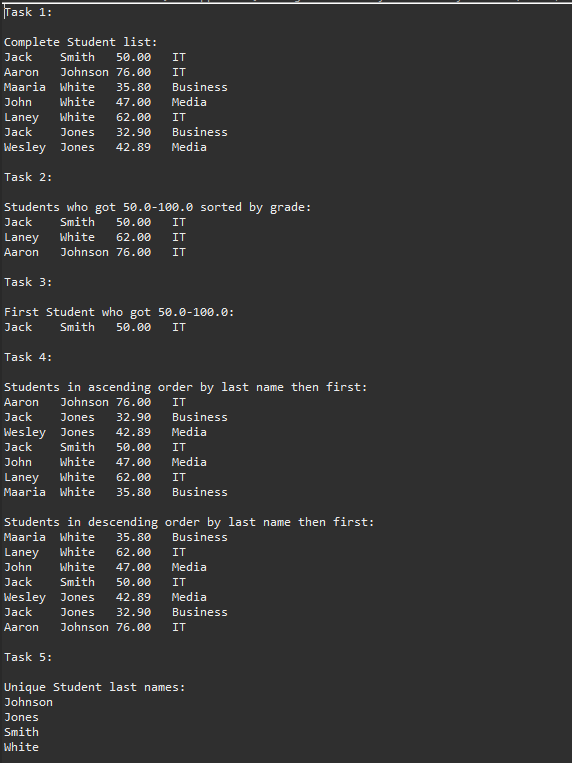 Task 1:
Complete Student list:
Jack    Smith   50.00   IT
Aaron   Johnson 76.00   IT
Maaria  White   35.80   Business
John    White   47.00   Media
Laney   White   62.00   IT
Jack    Jones   32.90   Business
Wesley  Jones   42.89   Media
Task 2:
Students who got 50.0-100.0 sorted by grade:
Jack    Smith   50.00   IT
Laney   White   62.00   IT
Aaron   Johnson 76.00   IT
Task 3:
First Student who got 50.0-100.0:
Jack    Smith   50.00   IT
Task 4:
Students in ascending order by last name then first:
Aaron   Johnson 76.00   IT
Jack    Jones   32.90   Business
Wesley  Jones   42.89   Media
Jack    Smith   50.00   IT
John    White   47.00   Media
Laney   White   62.00   IT
Maaria  White   35.80   Business
Students in descending order by last name then first:
Maaria  White   35.80   Business
Laney   White   62.00   IT
John    White   47.00   Media
Jack    Smith   50.00   IT
Wesley  Jones   42.89   Media
Jack    Jones   32.90   Business
Aaron   Johnson 76.00   IT
Task 5:
Unique Student last names:
Johnson
Jones
Smith
White